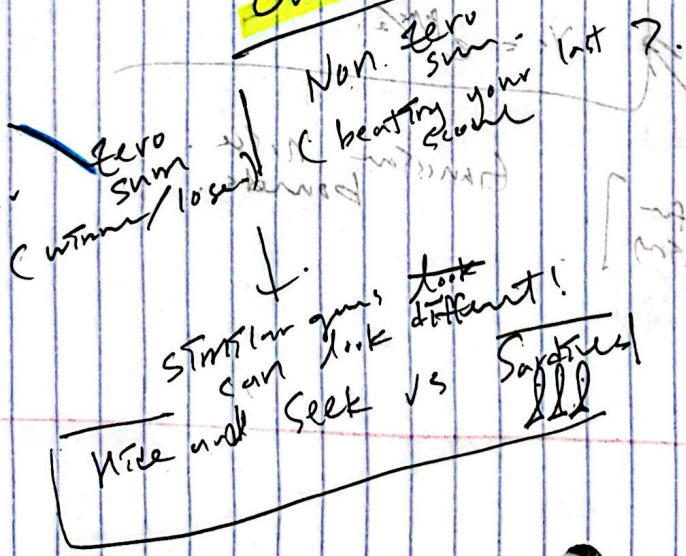 Non. zero
sum.
( beating your last ?.
score
zero
sum
( winner/loser)
similar games
can look different!
Hide and Seek vs Sardines!